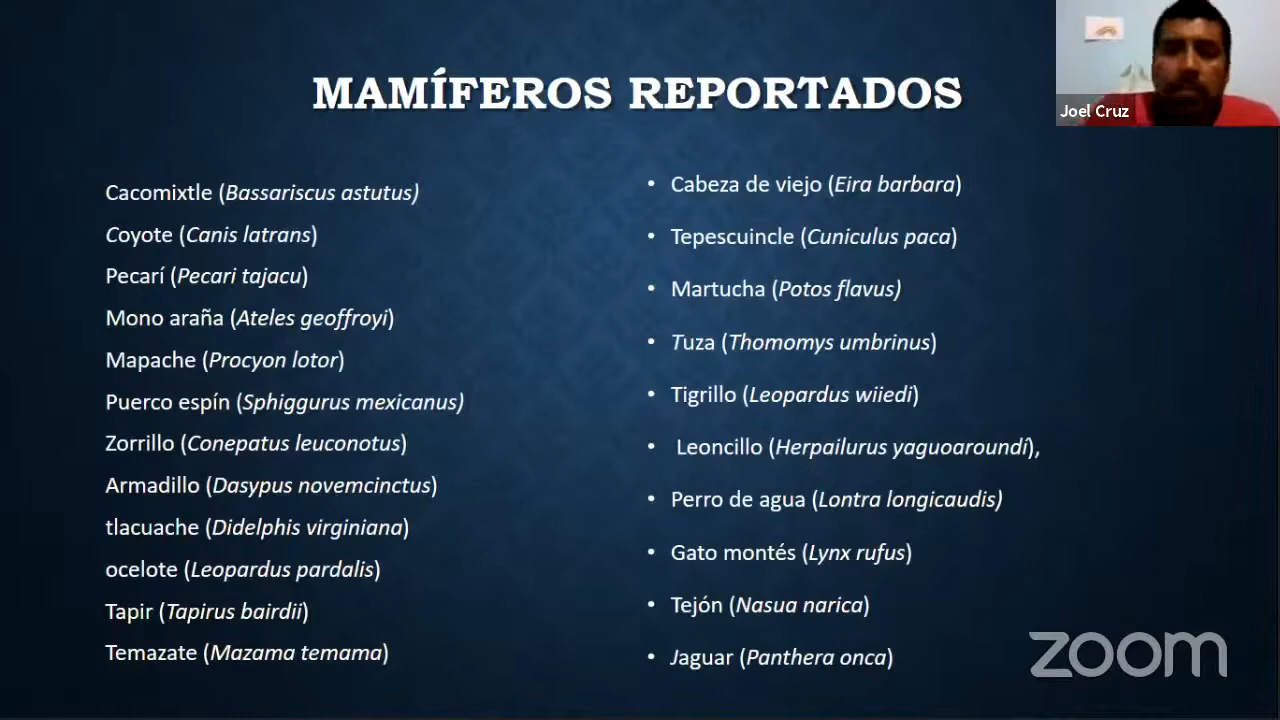 MAMÍFEROS REPORTADOS
Joel Cruz
Cacomixtle (Bassariscus astutus)
Coyote (Canis latrans)
Pecarí (Pecari tajacu)
Mono araña (Ateles geoffroyi)
Mapache (Procyon lotor)
Puerco espín (Sphiggurus mexicanus)
Zorrillo (Conepatus leuconotus)
Armadillo (Dasypus novemcinctus)
tlacuache (Didelphis virginiana)
ocelote (Leopardus pardalis)
Tapir (Tapirus bairdii)
Temazate (Mazama temama)
• Cabeza de viejo (Eira barbara)
• Tepescuincle (Cuniculus paca)
• Martucha (Potos flavus)
• Tuza (Thomomys umbrinus)
• Tigrillo (Leopardus wiiedi)
• Leoncillo (Herpailurus yaguoaroundi),
• Perro de agua (Lontra longicaudis)
• Gato montés (Lynx rufus)
• Tejón (Nasua narica)
• Jaguar (Panthera onca)
zoom